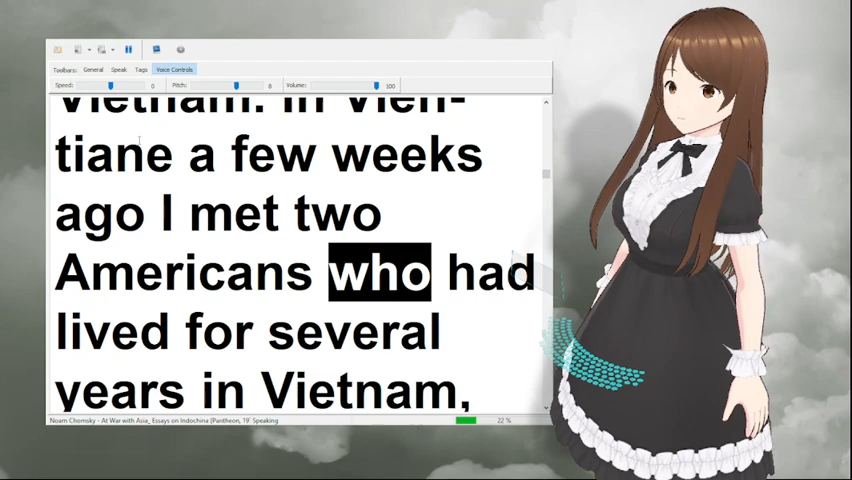 Toolbars: General Speak Tags Voice Controls
Speed: 0 Pitch: 8 Volume: 100
Vietnam. In Vien-
tiane a few weeks
ago I met two
Americans who had
lived for several
years in Vietnam,
Noam Chomsky - At War with Asia_ Essays on Indochina (Pantheon, 19' Speaking 22 %